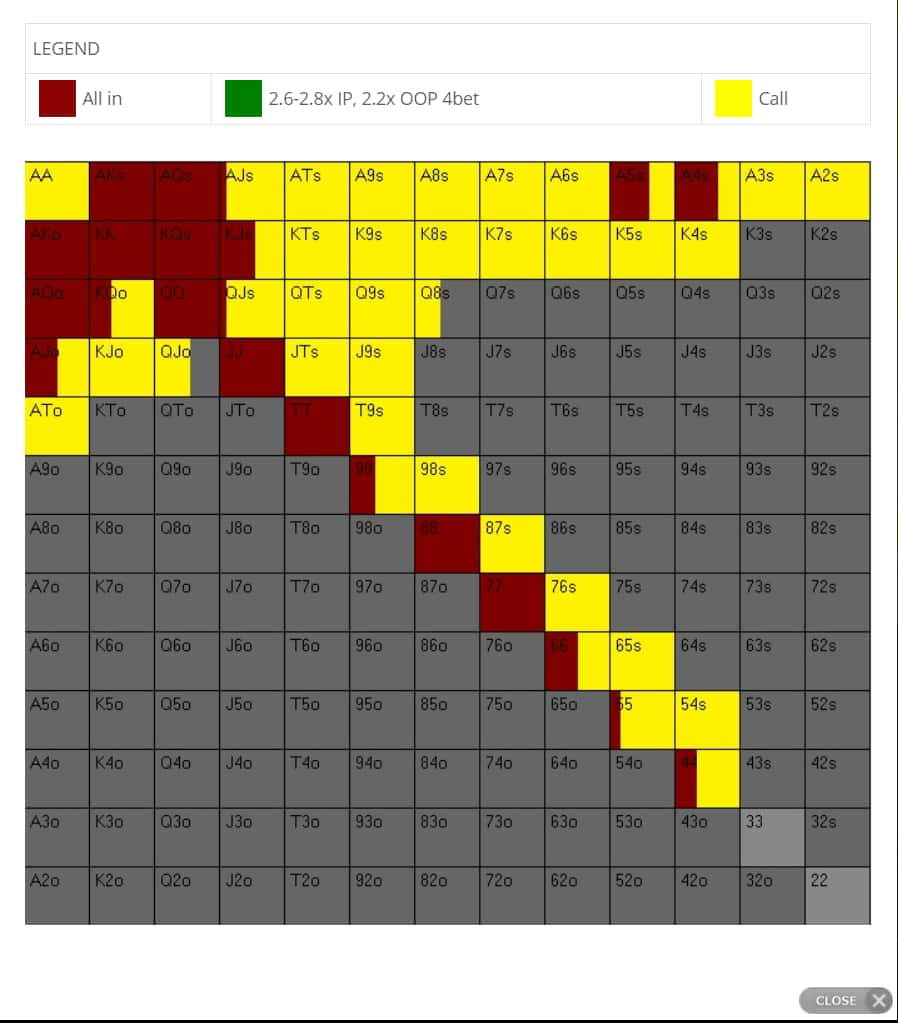 LEGEND
All in 2.6-2.8x IP, 2.2x OOP 4bet Call
AA AKs AQs AJs ATs A9s A8s A7s A6s A5s A4s A3s A2s
AKo KK KQs KJs KTs K9s K8s K7s K6s K5s K4s K3s K2s
AQo KQo QQ QJs QTs Q9s Q8s Q7s Q6s Q5s Q4s Q3s Q2s
AJo KJo QJo JJ JTs J9s J8s J7s J6s J5s J4s J3s J2s
ATo KTo QTo JTo TT T9s T8s T7s T6s T5s T4s T3s T2s
A9o K9o Q9o J9o T9o 99 98s 97s 96s 95s 94s 93s 92s
A8o K8o Q8o J8o T8o 98o 88 87s 86s 85s 84s 83s 82s
A7o K7o Q7o J7o T7o 97o 87o 77 76s 75s 74s 73s 72s
A6o K6o Q6o J6o T6o 96o 86o 76o 66 65s 64s 63s 62s
A5o K5o Q5o J5o T5o 95o 85o 75o 65o 55 54s 53s 52s
A4o K4o Q4o J4o T4o 94o 84o 74o 64o 54o 44 43s 42s
A3o K3o Q3o J3o T3o 93o 83o 73o 63o 53o 43o 33 32s
A2o K2o Q2o J2o T2o 92o 82o 72o 62o 52o 42o 32o 22
CLOSE